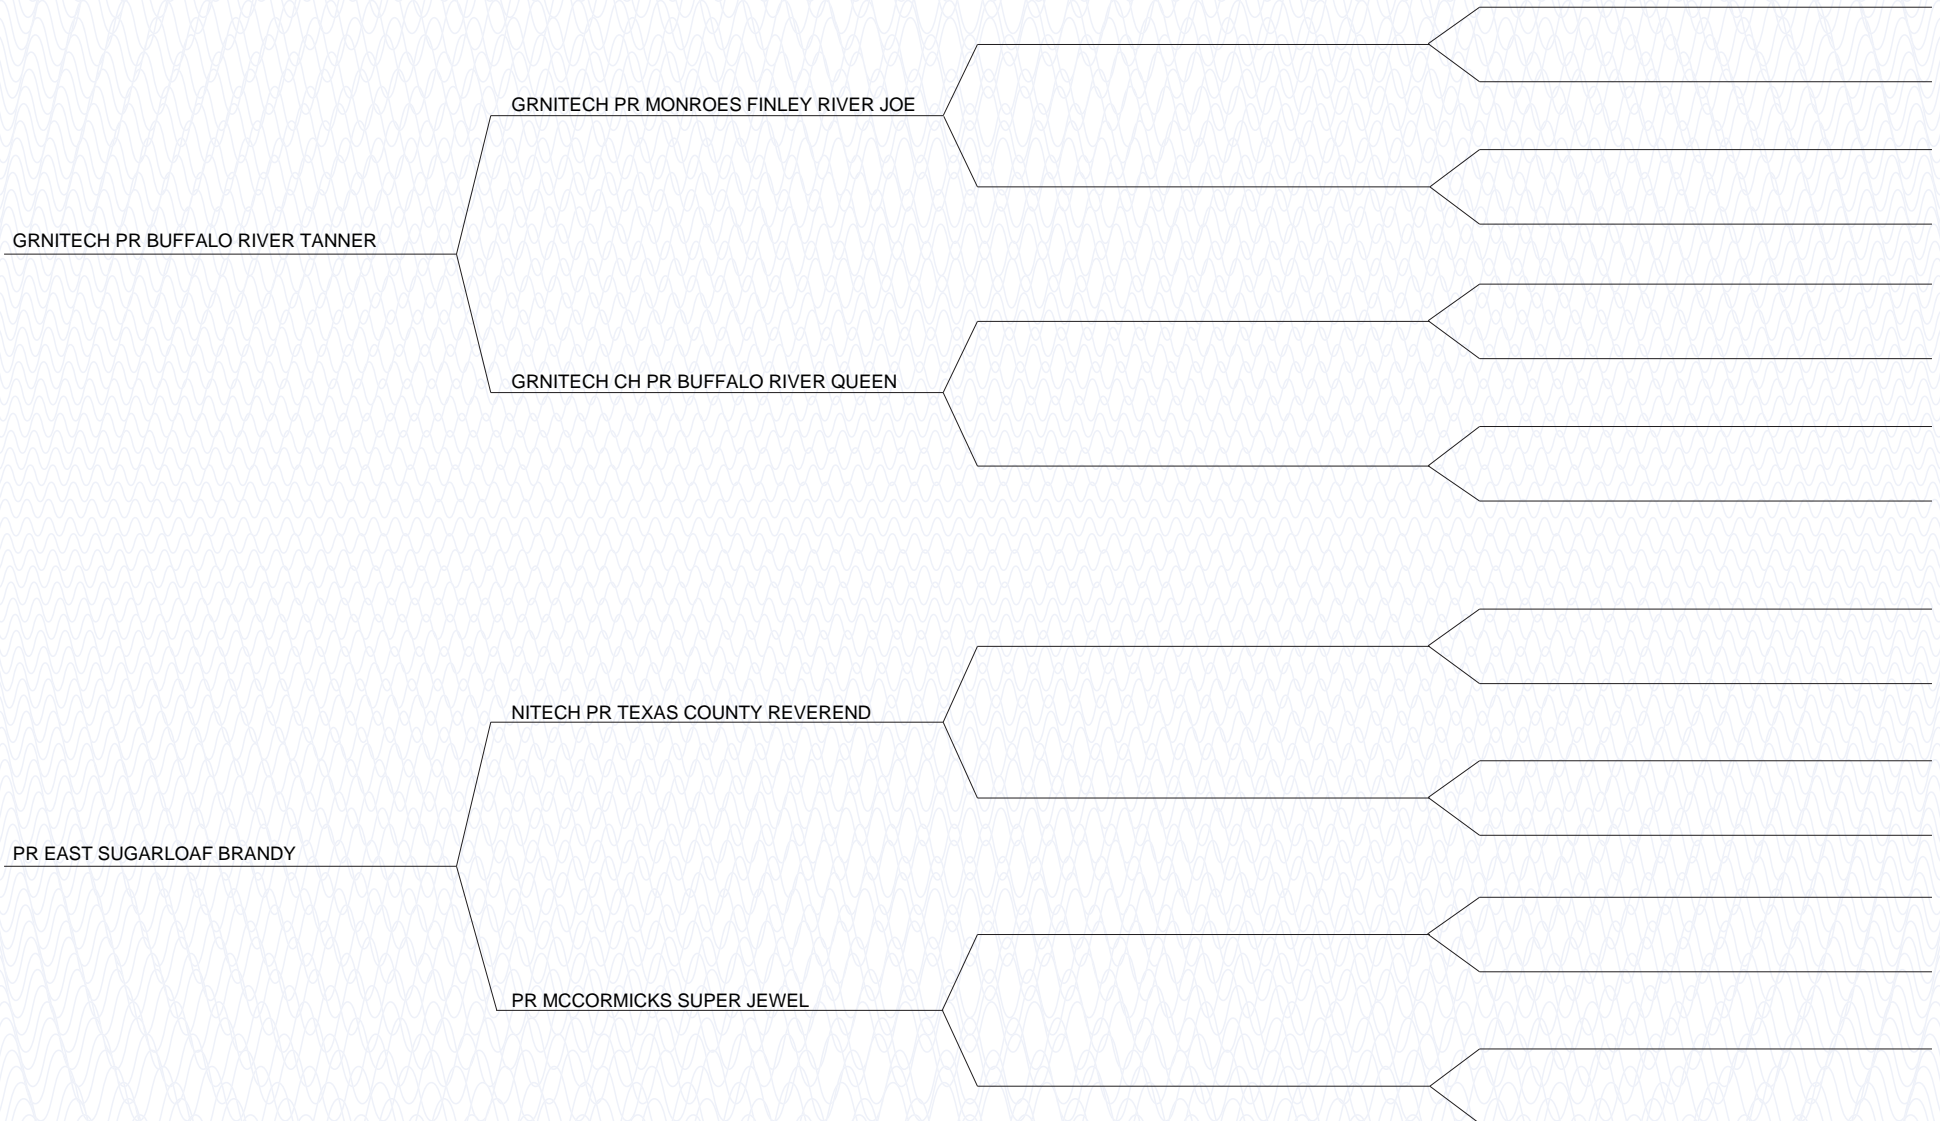 GRNITECH PR MONROES FINLEY RIVER JOE
GRNITECH PR BUFFALO RIVER TANNER
GRNITECH CH PR BUFFALO RIVER QUEEN
NITECH PR TEXAS COUNTY REVEREND
PR EAST SUGARLOAF BRANDY
PR MCCORMICKS SUPER JEWEL